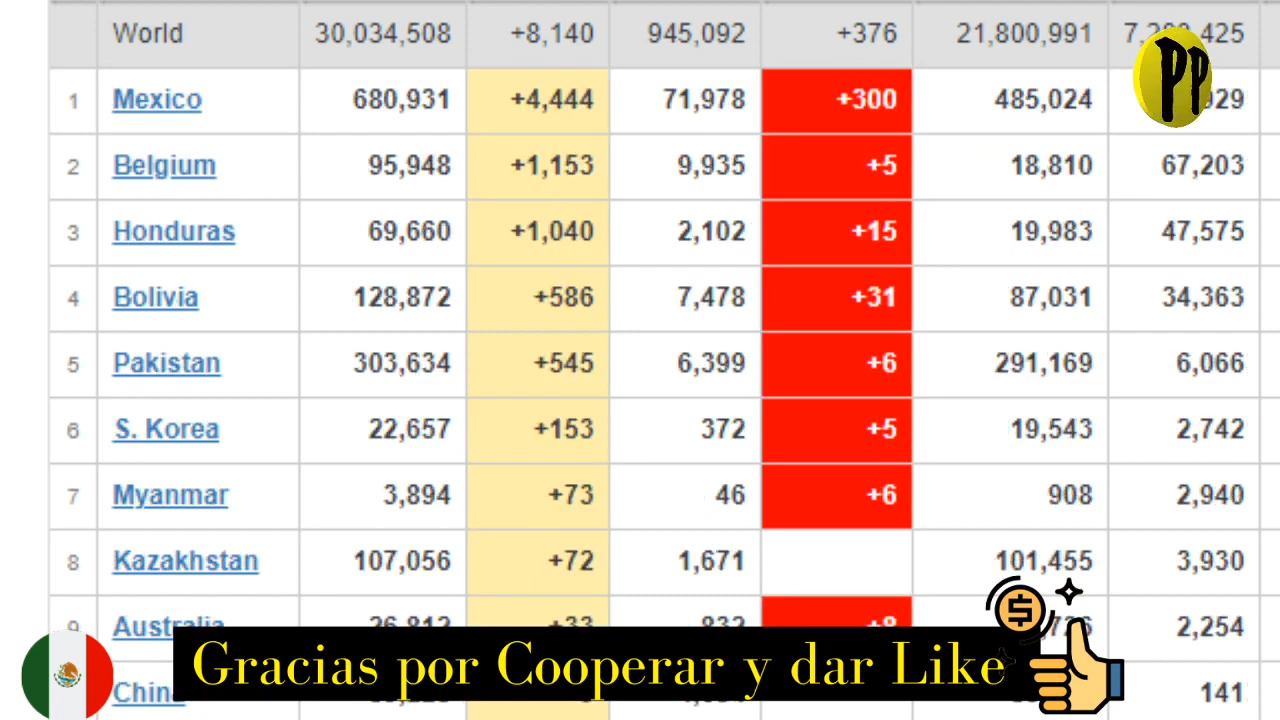 World 30,034,508 +8,140 945,092 +376 21,800,991
1 Mexico 680,931 +4,444 71,978 +300 485,024
PP
2 Belgium 95,948 +1,153 9,935 +5 18,810 67,203
3 Honduras 69,660 +1,040 2,102 +15 19,983 47,575
4 Bolivia 128,872 +586 7,478 +31 87,031 34,363
5 Pakistan 303,634 +545 6,399 +6 291,169 6,066
6 S. Korea 22,657 +153 372 +5 19,543 2,742
7 Myanmar 3,894 +73 46 +6 908 2,940
8 Kazakhstan 107,056 +72 1,671 101,455 3,930
9 Australia 2,254
Gracias por Cooperar y dar Like
$
China 141